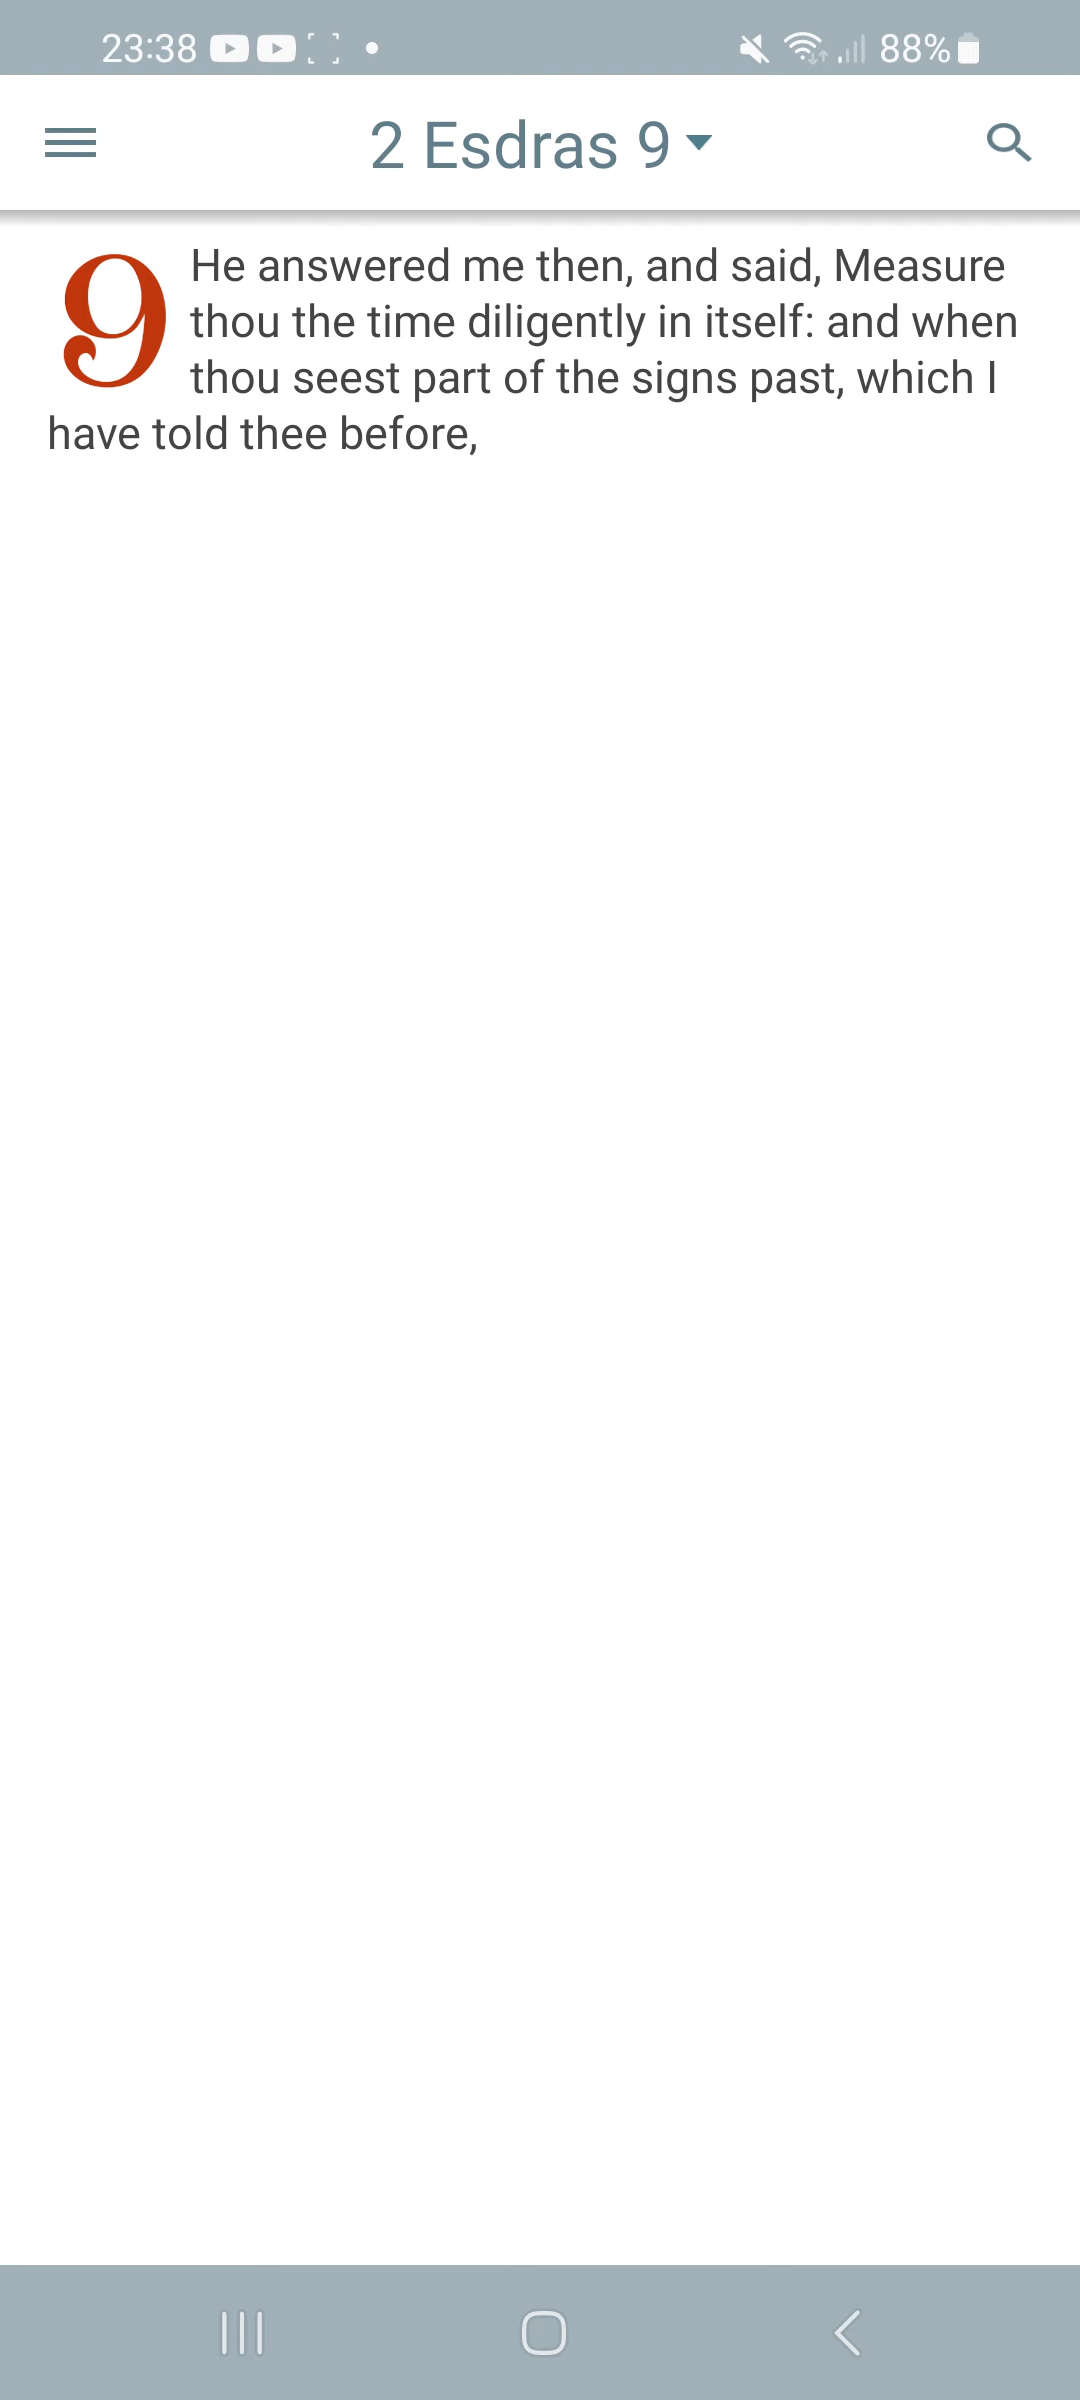 23:38
88%
2 Esdras 9
9 He answered me then, and said, Measure
thou the time diligently in itself: and when
thou seest part of the signs past, which I
have told thee before,